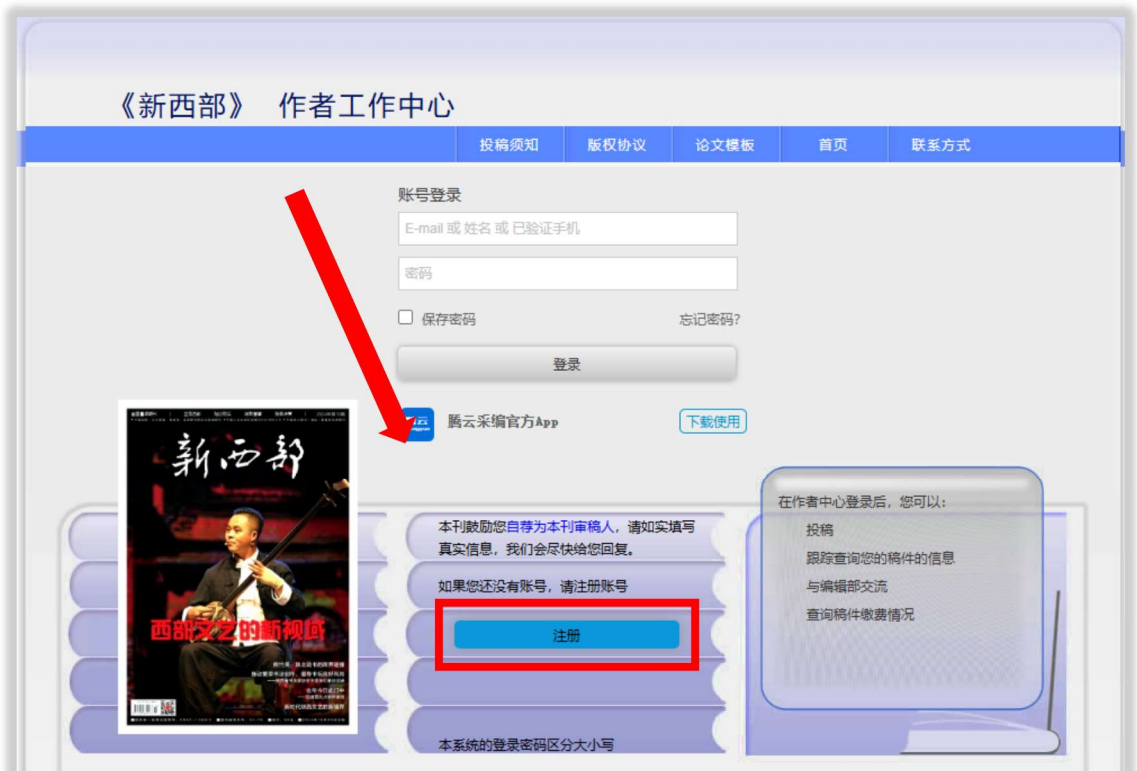 《新西部》 作者工作中心
投稿须知 版权协议 论文模板 首页 联系方式
账号登录
E-mail 或 姓名 或 已验证手机
密码
保存密码 忘记密码?
登录
腾云采编官方App 下载使用
新西部
西部文艺的新视域
本刊鼓励您自荐为本刊审稿人，请如实填写
真实信息，我们会尽快给您回复。
如果您还没有账号，请注册账号
注册
本系统的登录密码区分大小写
在作者中心登录后，您可以：
投稿
跟踪查询您的稿件的信息
与编辑部交流
查询稿件缴费情况